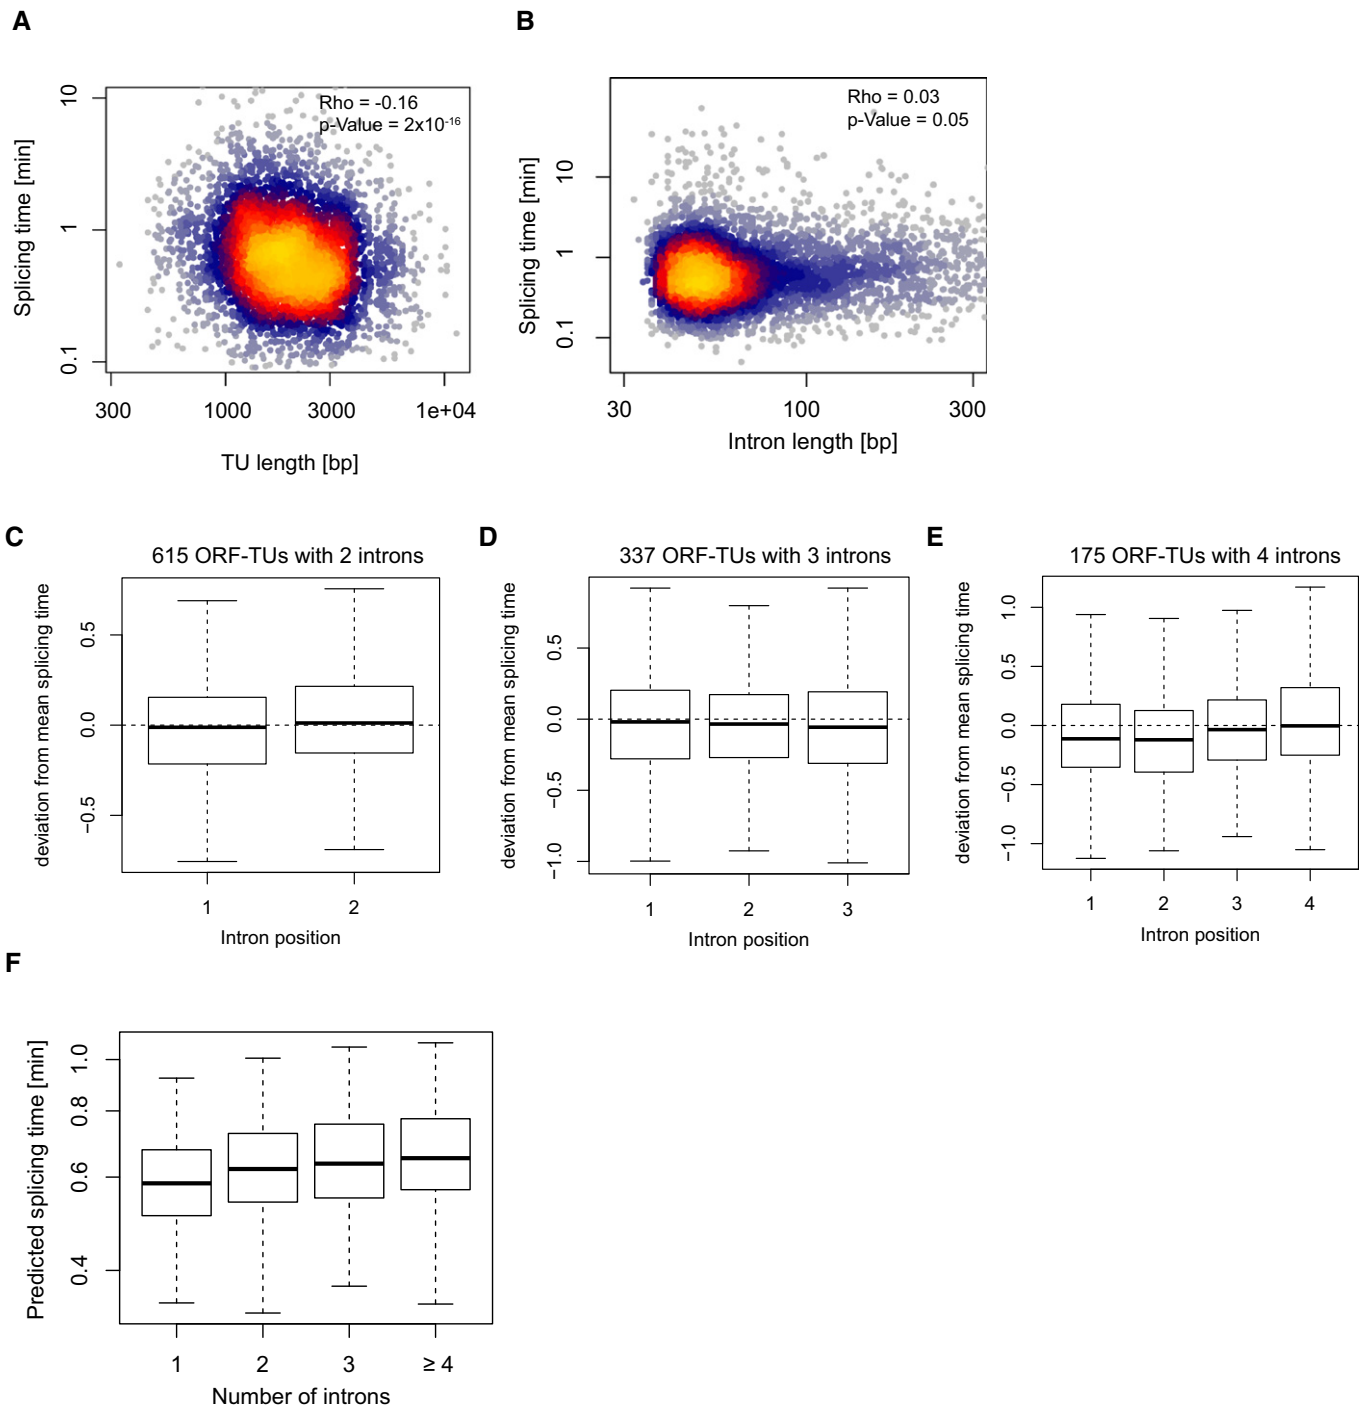 A
B
Rho = -0.16
p-Value = 2x10-16
Splicing time [min]
10
1
0.1
300
1000
3000
1e+04
TU length [bp]
Rho = 0.03
p-Value = 0.05
Splicing time [min]
10
1
0.1
30
100
300
Intron length [bp]
C
615 ORF-TUs with 2 introns
deviation from mean splicing time
0.5
0.0
−0.5
1
2
Intron position
D
337 ORF-TUs with 3 introns
deviation from mean splicing time
0.5
0.0
−0.5
−1.0
1
2
3
Intron position
E
175 ORF-TUs with 4 introns
deviation from mean splicing time
1.0
0.5
0.0
−0.5
−1.0
1
2
3
4
Intron position
F
Predicted splicing time [min]
1.0
0.8
0.6
0.4
1
2
3
≥ 4
Number of introns